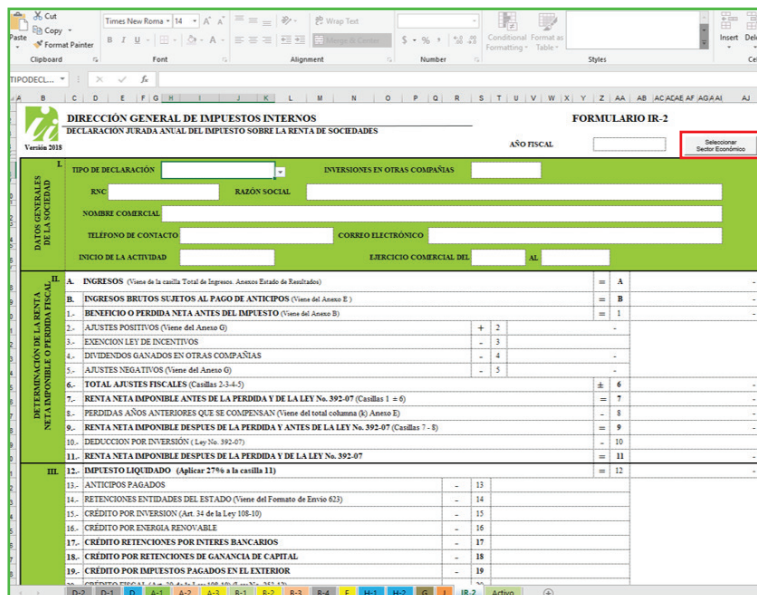 Cut
Copy
Format Painter
Paste
Clipboard
Times New Roma
14
B I U
Font
Wrap Text
Merge & Center
Alignment
$ - % ,
Number
Conditional Formatting
Format as Table
Styles
Insert
TIPODECL...
fx
A B C D E F G H I J K L M N O P Q R S T U V W X Y Z AA AB AC AD AE AF AG AA AI AJ
DIRECCIÓN GENERAL DE IMPUESTOS INTERNOS
FORMULARIO IR-2
DECLARACIÓN JURADA ANUAL DEL IMPUESTO SOBRE LA RENTA DE SOCIEDADES
Versión 2018
AÑO FISCAL
Seleccionar
Sector Económico
I.
DATOS GENERALES
DE LA SOCIEDAD
TIPO DE DECLARACIÓN
INVERSIONES EN OTRAS COMPAÑIAS
RNC
RAZÓN SOCIAL
NOMBRE COMERCIAL
TELÉFONO DE CONTACTO
CORREO ELECTRÓNICO
INICIO DE LA ACTIVIDAD
EJERCICIO COMERCIAL DEL
AL
II.
DETERMINACIÓN DE LA RENTA
NETA IMPONIBLE O PERDIDA FISCAL
A. INGRESOS (Viene de la casilla Total de Ingresos. Anexos Estado de Resultados) = A -
B. INGRESOS BRUTOS SUJETOS AL PAGO DE ANTICIPOS (Viene del Anexo E ) = B -
1.- BENEFICIO O PERDIDA NETA ANTES DEL IMPUESTO (Viene del Anexo B) = 1 -
2.- AJUSTES POSITIVOS (Viene del Anexo G) + 2 -
3.- EXENCION LEY DE INCENTIVOS - 3
4.- DIVIDENDOS GANADOS EN OTRAS COMPAÑIAS - 4 -
5.- AJUSTES NEGATIVOS (Viene del Anexo G) - 5 -
6.- TOTAL AJUSTES FISCALES (Casillas 2-3-4-5) ± 6 -
7.- RENTA NETA IMPONIBLE ANTES DE LA PERDIDA Y DE LA LEY No. 392-07 (Casillas 1 ± 6) = 7 -
8.- PERDIDAS AÑOS ANTERIORES QUE SE COMPENSAN (Viene del total columna (k) Anexo E) - 8 -
9.- RENTA NETA IMPONIBLE DESPUES DE LA PERDIDA Y ANTES DE LA LEY No. 392-07 (Casillas 7 - 8) = 9 -
10.- DEDUCCION POR INVERSIÓN ( Ley No. 392-07) - 10
11.- RENTA NETA IMPONIBLE DESPUES DE LA PERDIDA Y DE LA LEY No. 392-07 = 11 -
III.
12.- IMPUESTO LIQUIDADO (Aplicar 27% a la casilla 11) = 12 -
13.- ANTICIPOS PAGADOS - 13
14.- RETENCIONES ENTIDADES DEL ESTADO (Viene del Formato de Envío 623) - 14
15.- CRÉDITO POR INVERSION (Art. 34 de la Ley 108-10) - 15
16.- CRÉDITO POR ENERGIA RENOVABLE - 16
17.- CRÉDITO RETENCIONES POR INTERES BANCARIOS - 17
18.- CRÉDITO POR RETENCIONES DE GANANCIA DE CAPITAL - 18
19.- CRÉDITO POR IMPUESTOS PAGADOS EN EL EXTERIOR - 19
D-2 D-1 D A-1 A-2 A-3 B-1 B-2 B-3 B-4 E H-1 H-2 G J IR-2 Activo